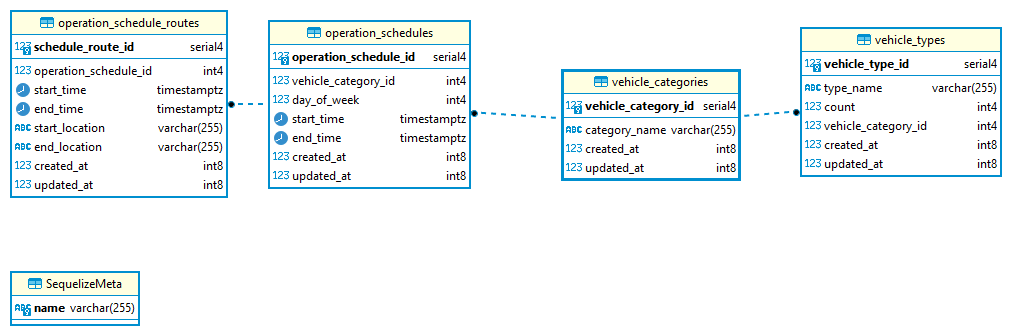 operation_schedule_routes
123 schedule_route_id serial4
123 operation_schedule_id int4
start_time timestamptz
end_time timestamptz
ABC start_location varchar(255)
ABC end_location varchar(255)
123 created_at int8
123 updated_at int8
operation_schedules
123 operation_schedule_id serial4
123 vehicle_category_id int4
123 day_of_week int4
start_time timestamptz
end_time timestamptz
123 created_at int8
123 updated_at int8
vehicle_categories
123 vehicle_category_id serial4
ABC category_name varchar(255)
123 created_at int8
123 updated_at int8
vehicle_types
123 vehicle_type_id serial4
ABC type_name varchar(255)
123 count int4
123 vehicle_category_id int4
123 created_at int8
123 updated_at int8
SequelizeMeta
ABC name varchar(255)